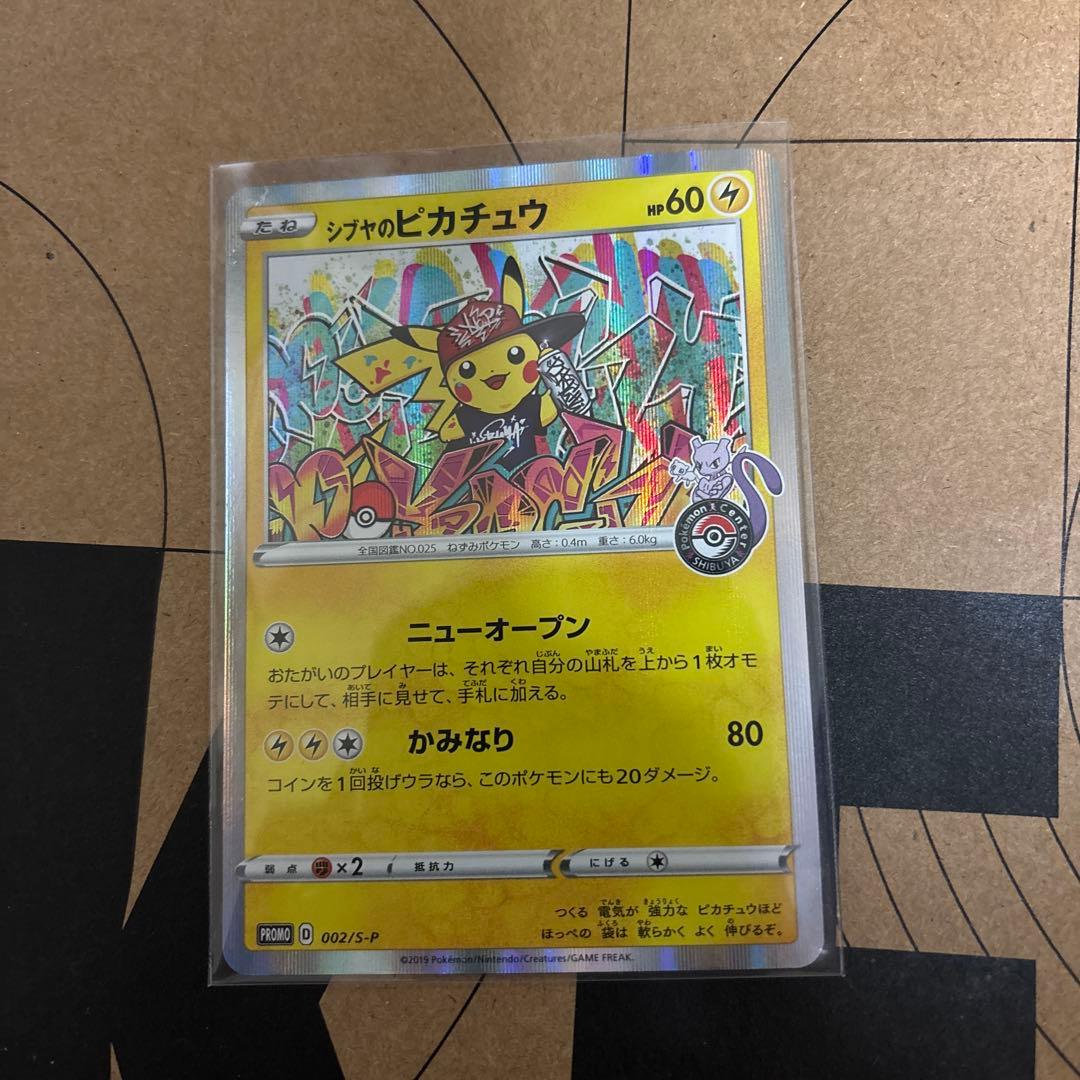 たね シブヤのピカチュウ HP60
全国図鑑NO.025 ねずみポケモン 高さ:0.4m 重さ:6.0kg
Pokémon Center
SHIBUYA
ニューオープン
おたがいのプレイヤーは、それぞれ自分の山札を上から1枚オモ
テにして、相手に見せて、手札に加える。
かみなり 80
コインを1回投げウラなら、このポケモンにも20ダメージ。
弱点 ×2 抵抗力 にげる
つくる 電気が 強力な ピカチュウほど
ほっぺの 袋は 軟らかく よく 伸びるぞ。
PROMO D 002/S-P
©2019 Pokémon/Nintendo/Creatures/GAME FREAK.